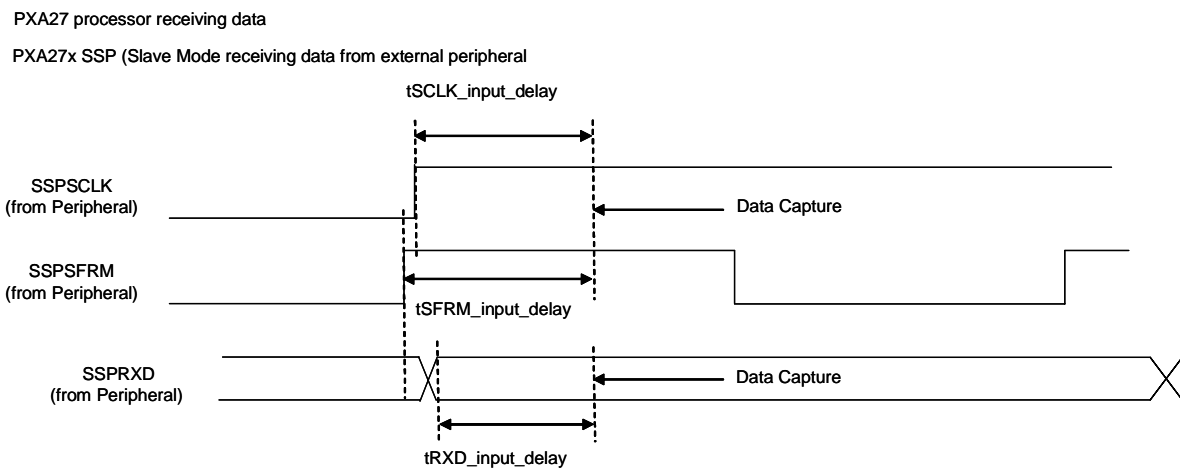 PXA27 processor receiving data
PXA27x SSP (Slave Mode receiving data from external peripheral
tSCLK_input_delay
SSPSCLK
(from Peripheral)
Data Capture
SSPSFRM
(from Peripheral)
tSFRM_input_delay
SSPRXD
(from Peripheral)
Data Capture
tRXD_input_delay